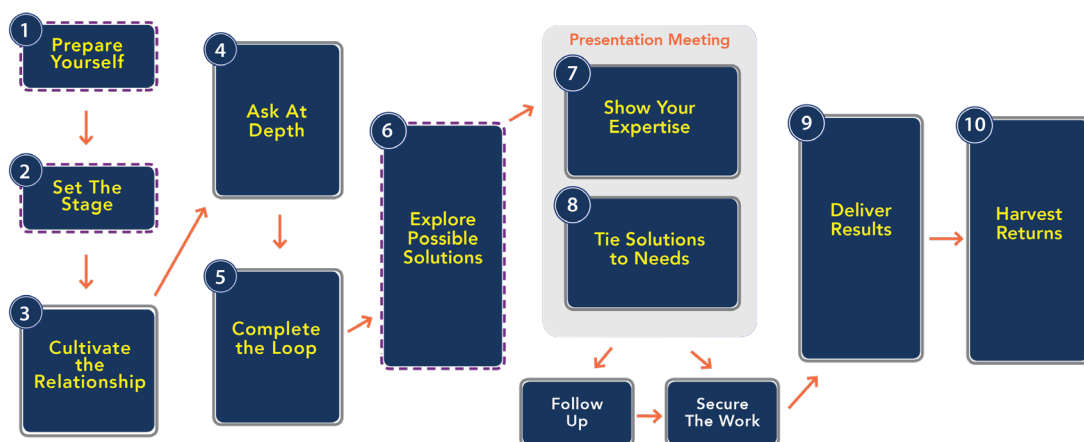 1
Prepare
Yourself
2
Set The
Stage
3
Cultivate
the
Relationship
4
Ask At
Depth
5
Complete
the Loop
6
Explore
Possible
Solutions
Presentation Meeting
7
Show Your
Expertise
8
Tie Solutions
to Needs
Follow
Up
Secure
The Work
9
Deliver
Results
10
Harvest
Returns